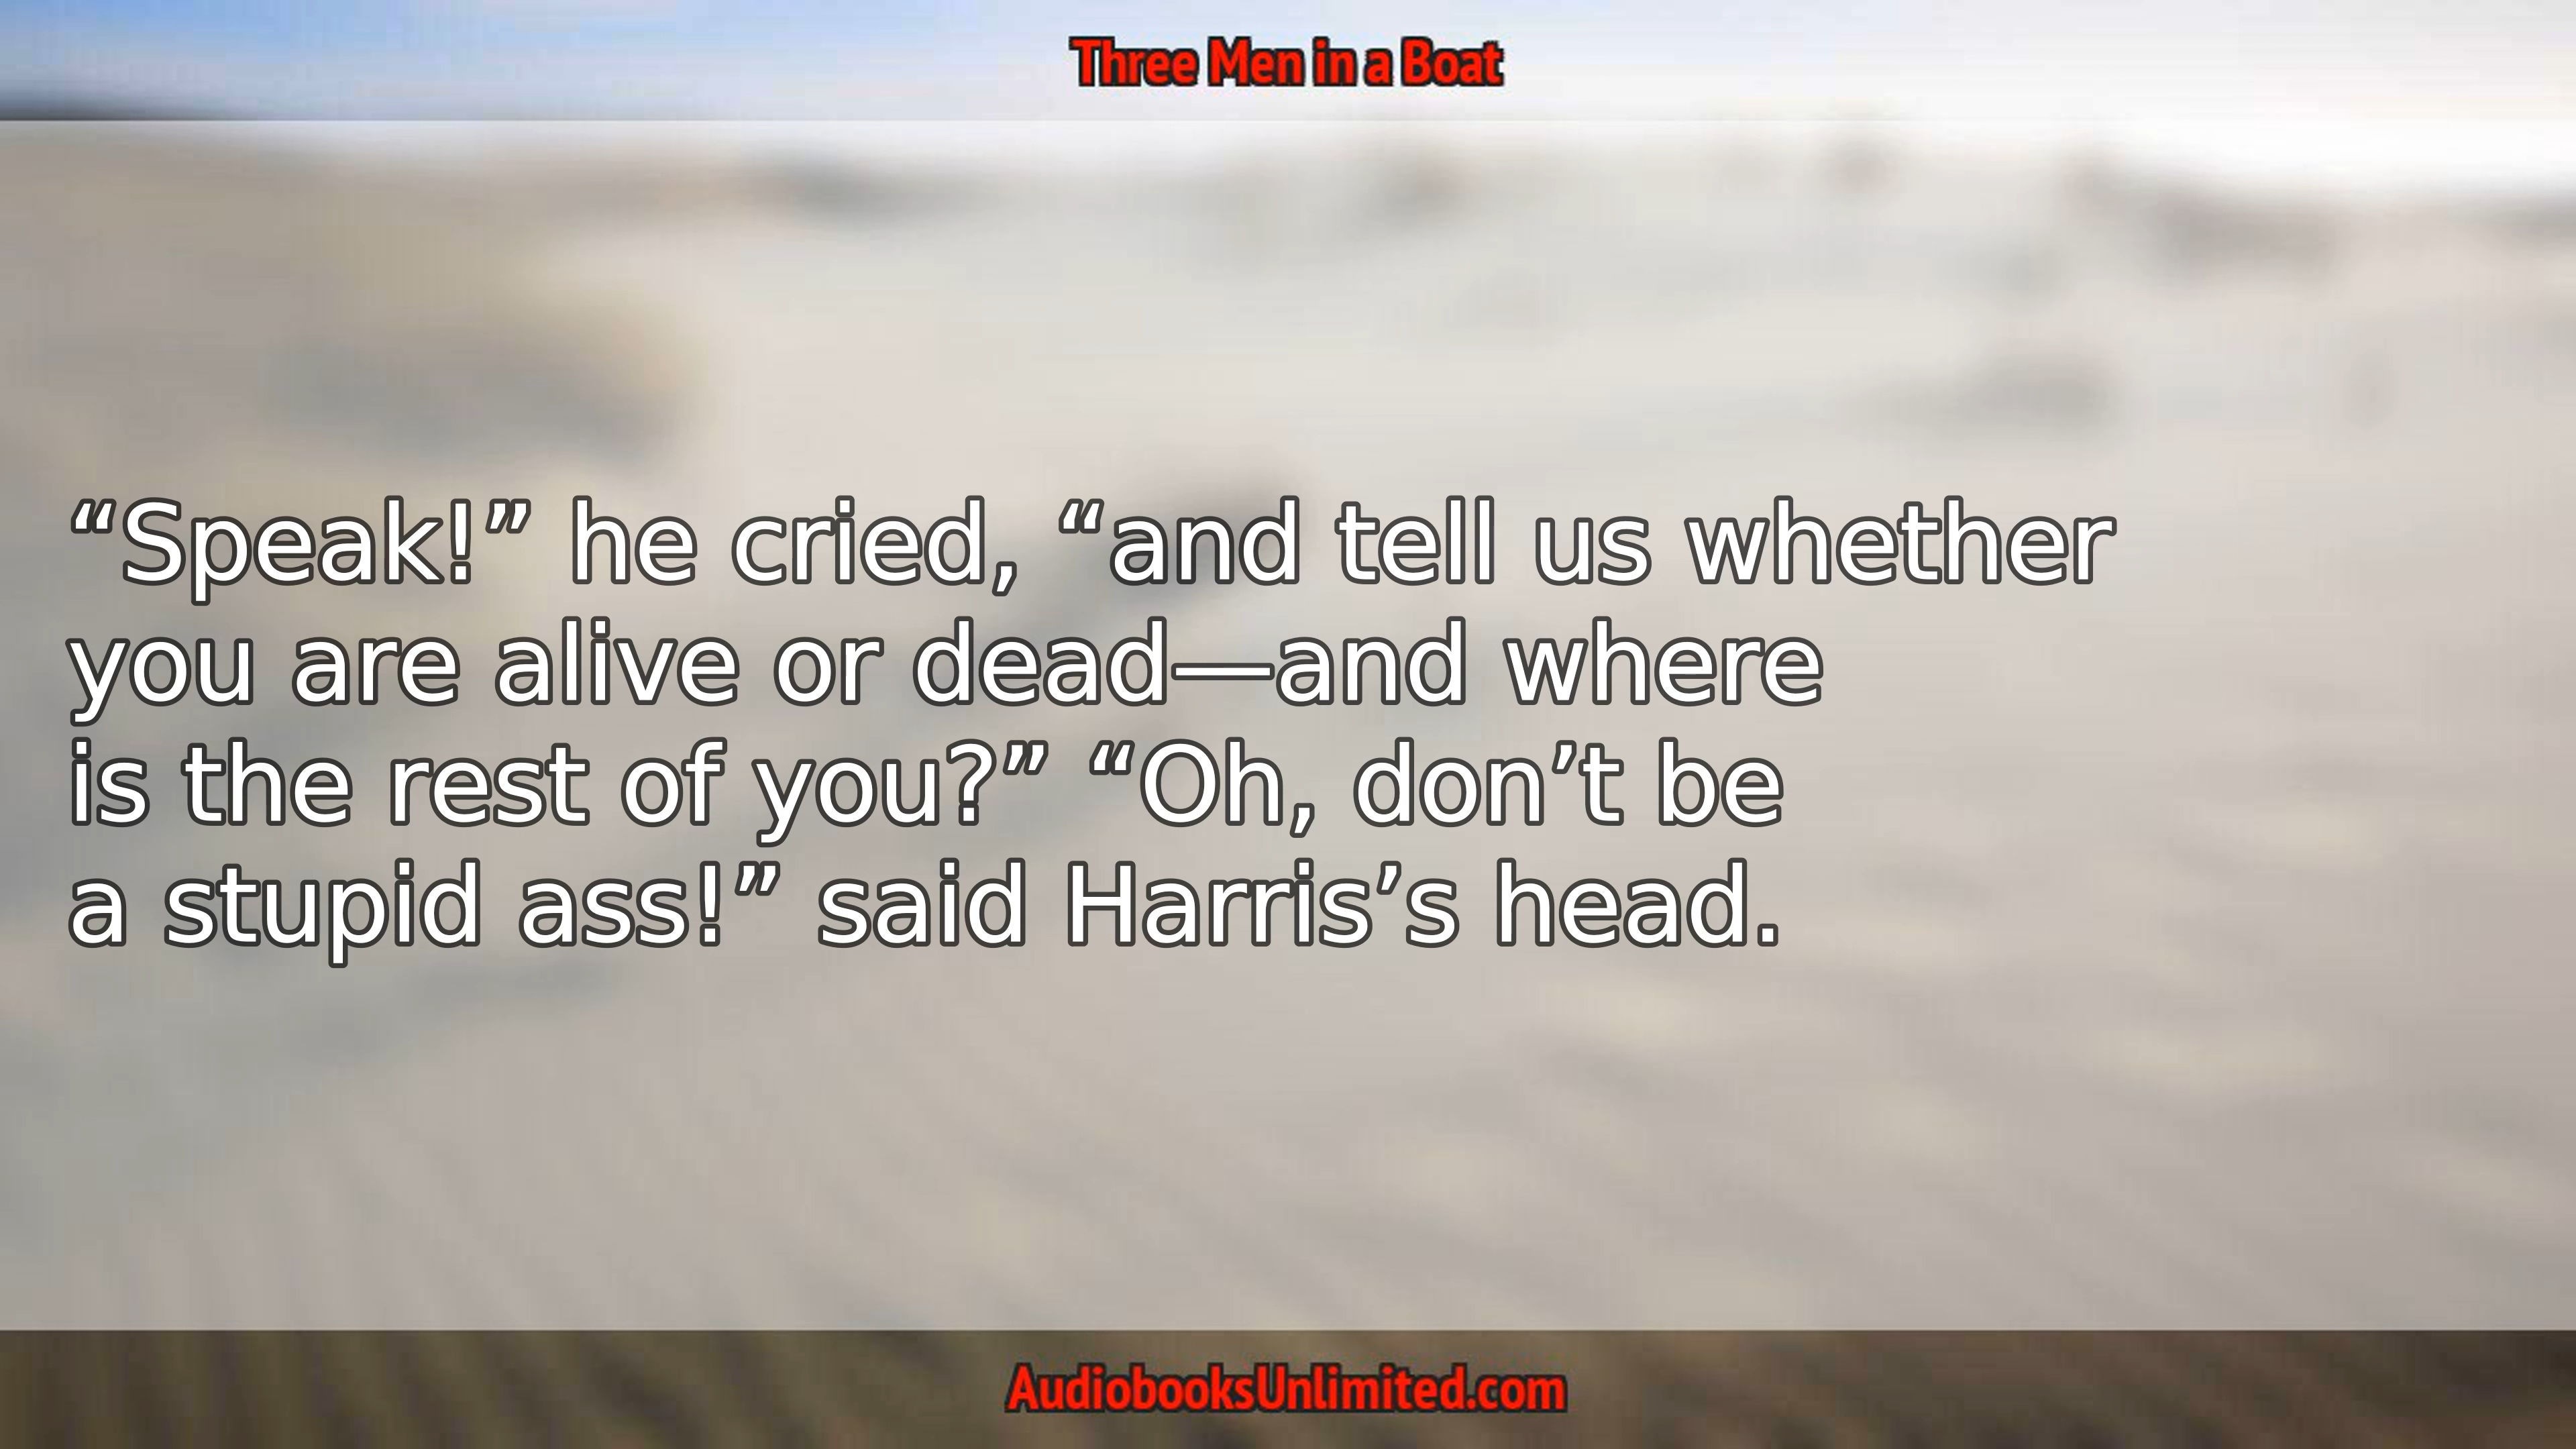 Three Men in a Boat
“Speak!” he cried, “and tell us whether
you are alive or dead—and where
is the rest of you?” “Oh, don’t be
a stupid ass!” said Harris’s head.
AudiobooksUnlimited.com